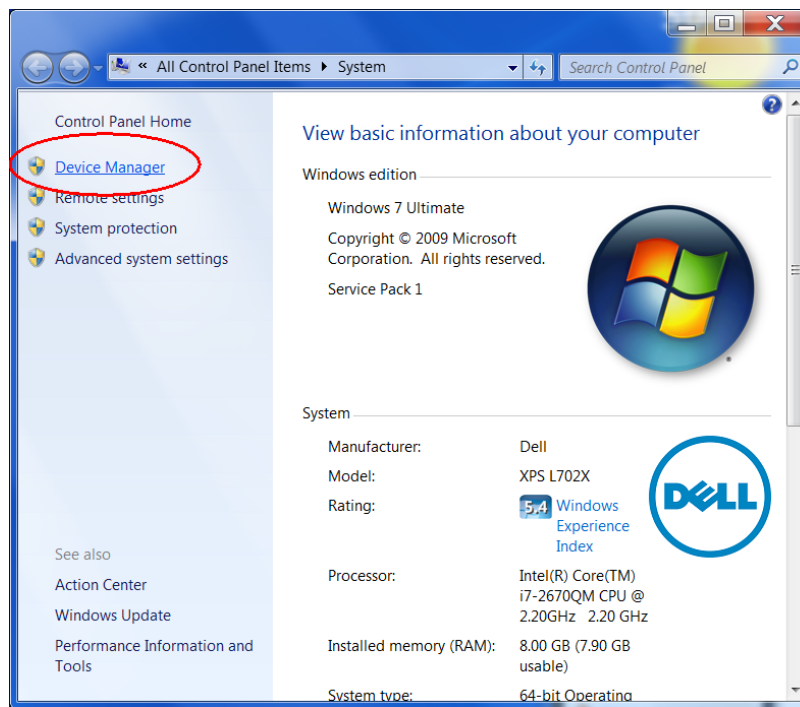 « All Control Panel Items ▸ System
Search Control Panel
Control Panel Home
Device Manager
Remote settings
System protection
Advanced system settings
See also
Action Center
Windows Update
Performance Information and
Tools
View basic information about your computer
Windows edition
Windows 7 Ultimate
Copyright © 2009 Microsoft
Corporation. All rights reserved.
Service Pack 1
System
Manufacturer: Dell
Model: XPS L702X
Rating: 5.4 Windows
Experience
Index
DELL
Processor: Intel(R) Core(TM)
i7-2670QM CPU @
2.20GHz 2.20 GHz
Installed memory (RAM): 8.00 GB (7.90 GB
usable)
System type: 64-bit Operating